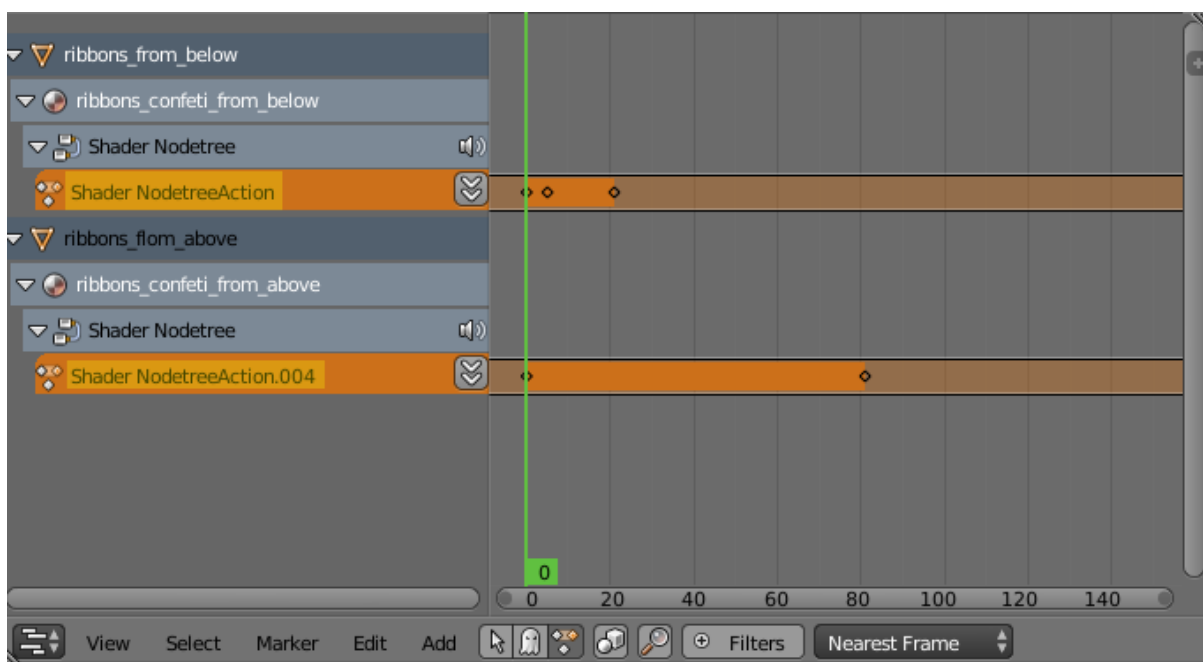 ribbons_from_below
ribbons_confeti_from_below
Shader Nodetree
Shader NodetreeAction
ribbons_flom_above
ribbons_confeti_from_above
Shader Nodetree
Shader NodetreeAction.004
0
0 20 40 60 80 100 120 140
View Select Marker Edit Add Filters Nearest Frame